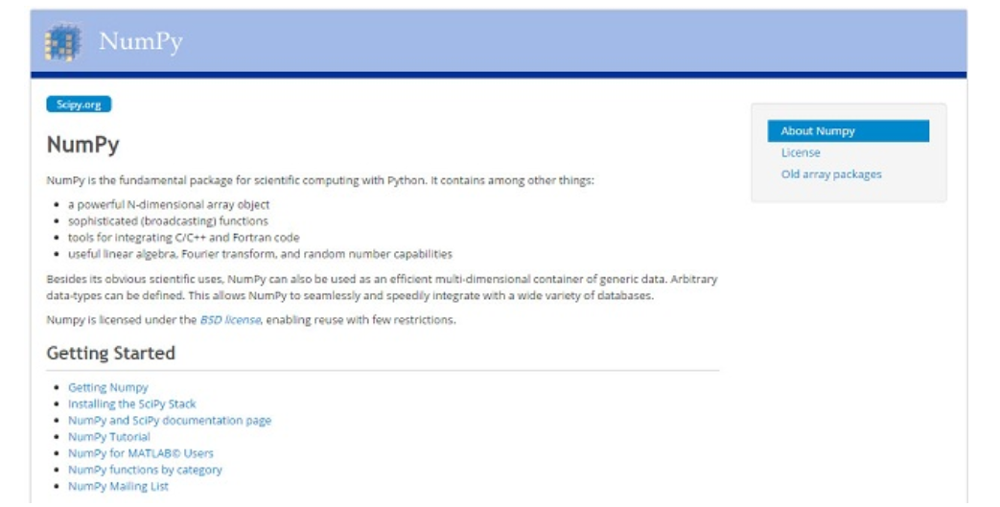 NumPy
Scipy.org
NumPy
NumPy is the fundamental package for scientific computing with Python. It contains among other things:
a powerful N-dimensional array object
sophisticated (broadcasting) functions
tools for integrating C/C++ and Fortran code
useful linear algebra, Fourier transform, and random number capabilities
Besides its obvious scientific uses, NumPy can also be used as an efficient multi-dimensional container of generic data. Arbitrary
data-types can be defined. This allows NumPy to seamlessly and speedily integrate with a wide variety of databases.
Numpy is licensed under the BSD license, enabling reuse with few restrictions.
Getting Started
Getting Numpy
Installing the SciPy Stack
NumPy and SciPy documentation page
NumPy Tutorial
NumPy for MATLAB© Users
NumPy functions by category
NumPy Mailing List
About Numpy
License
Old array packages